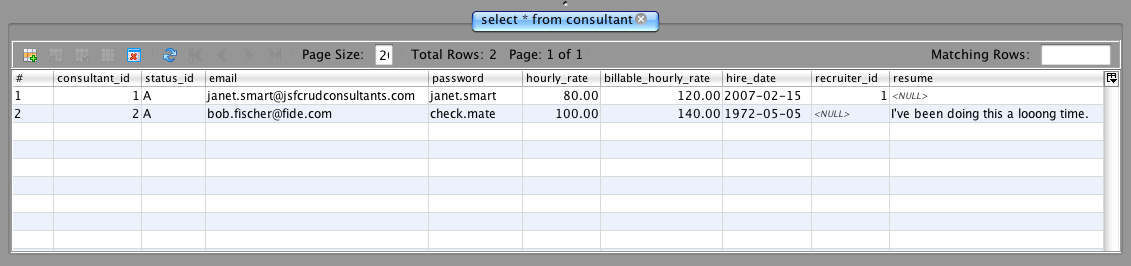 select * from consultant
Page Size: 20 Total Rows: 2 Page: 1 of 1 Matching Rows:
# consultant_id status_id email password hourly_rate billable_hourly_rate hire_date recruiter_id resume
1 1 A janet.smart@jsfcrudconsultants.com janet.smart 80.00 120.00 2007-02-15 1 <NULL>
2 2 A bob.fischer@fide.com check.mate 100.00 140.00 1972-05-05 <NULL> I've been doing this a looong time.